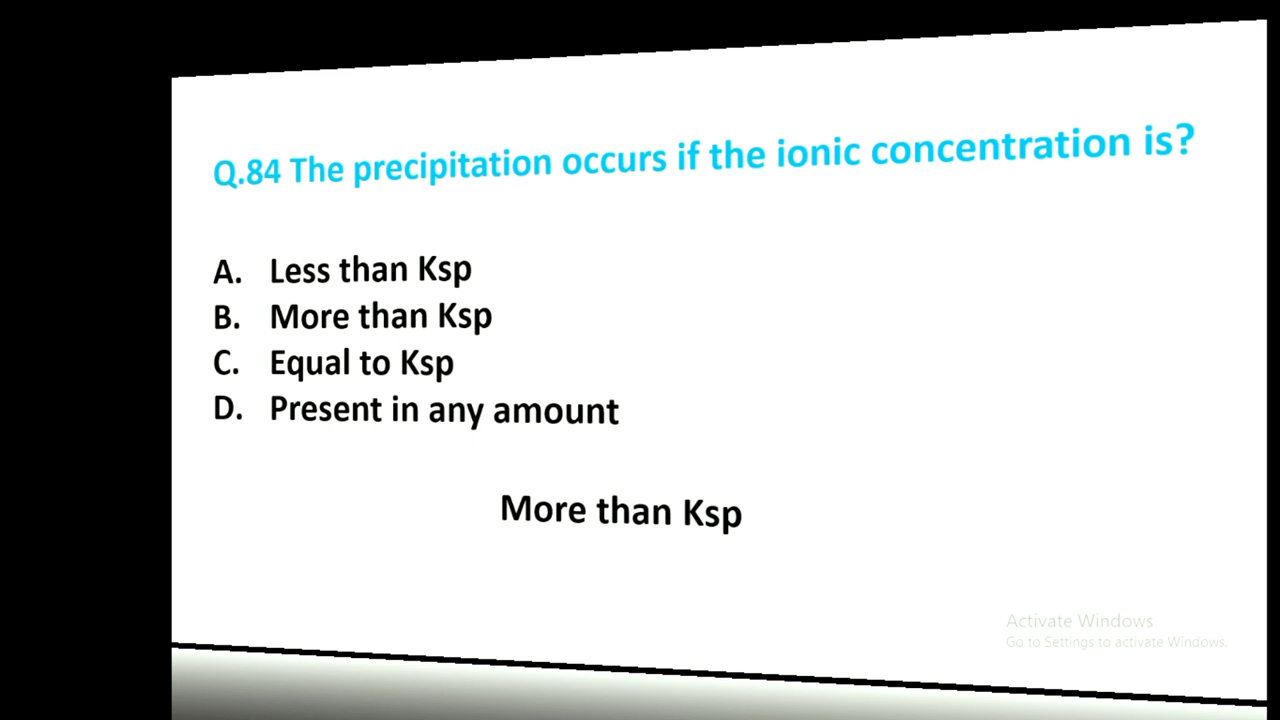 Q.84 The precipitation occurs if the ionic concentration is?
A. Less than Ksp
B. More than Ksp
C. Equal to Ksp
D. Present in any amount
More than Ksp
Activate Windows
Go to Settings to activate Windows.